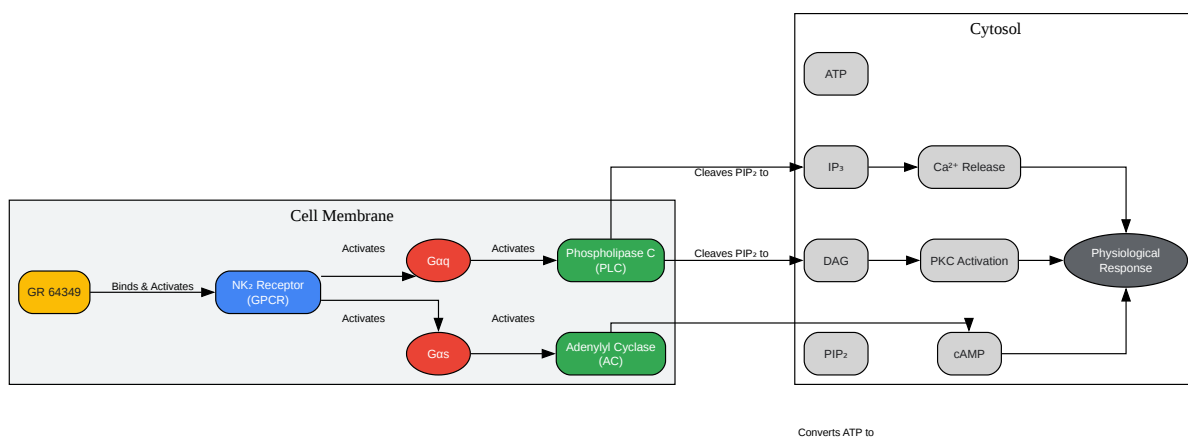 Cytosol
ATP
IP₃
Ca²⁺ Release
Cleaves PIP₂ to
Cell Membrane
Activates
Gαq
Activates
Phospholipase C
(PLC)
Cleaves PIP₂ to
DAG
PKC Activation
Physiological
Response
GR 64349
Binds & Activates
NK₂ Receptor
(GPCR)
Activates
Gαs
Activates
Adenylyl Cyclase
(AC)
PIP₂
cAMP
Converts ATP to